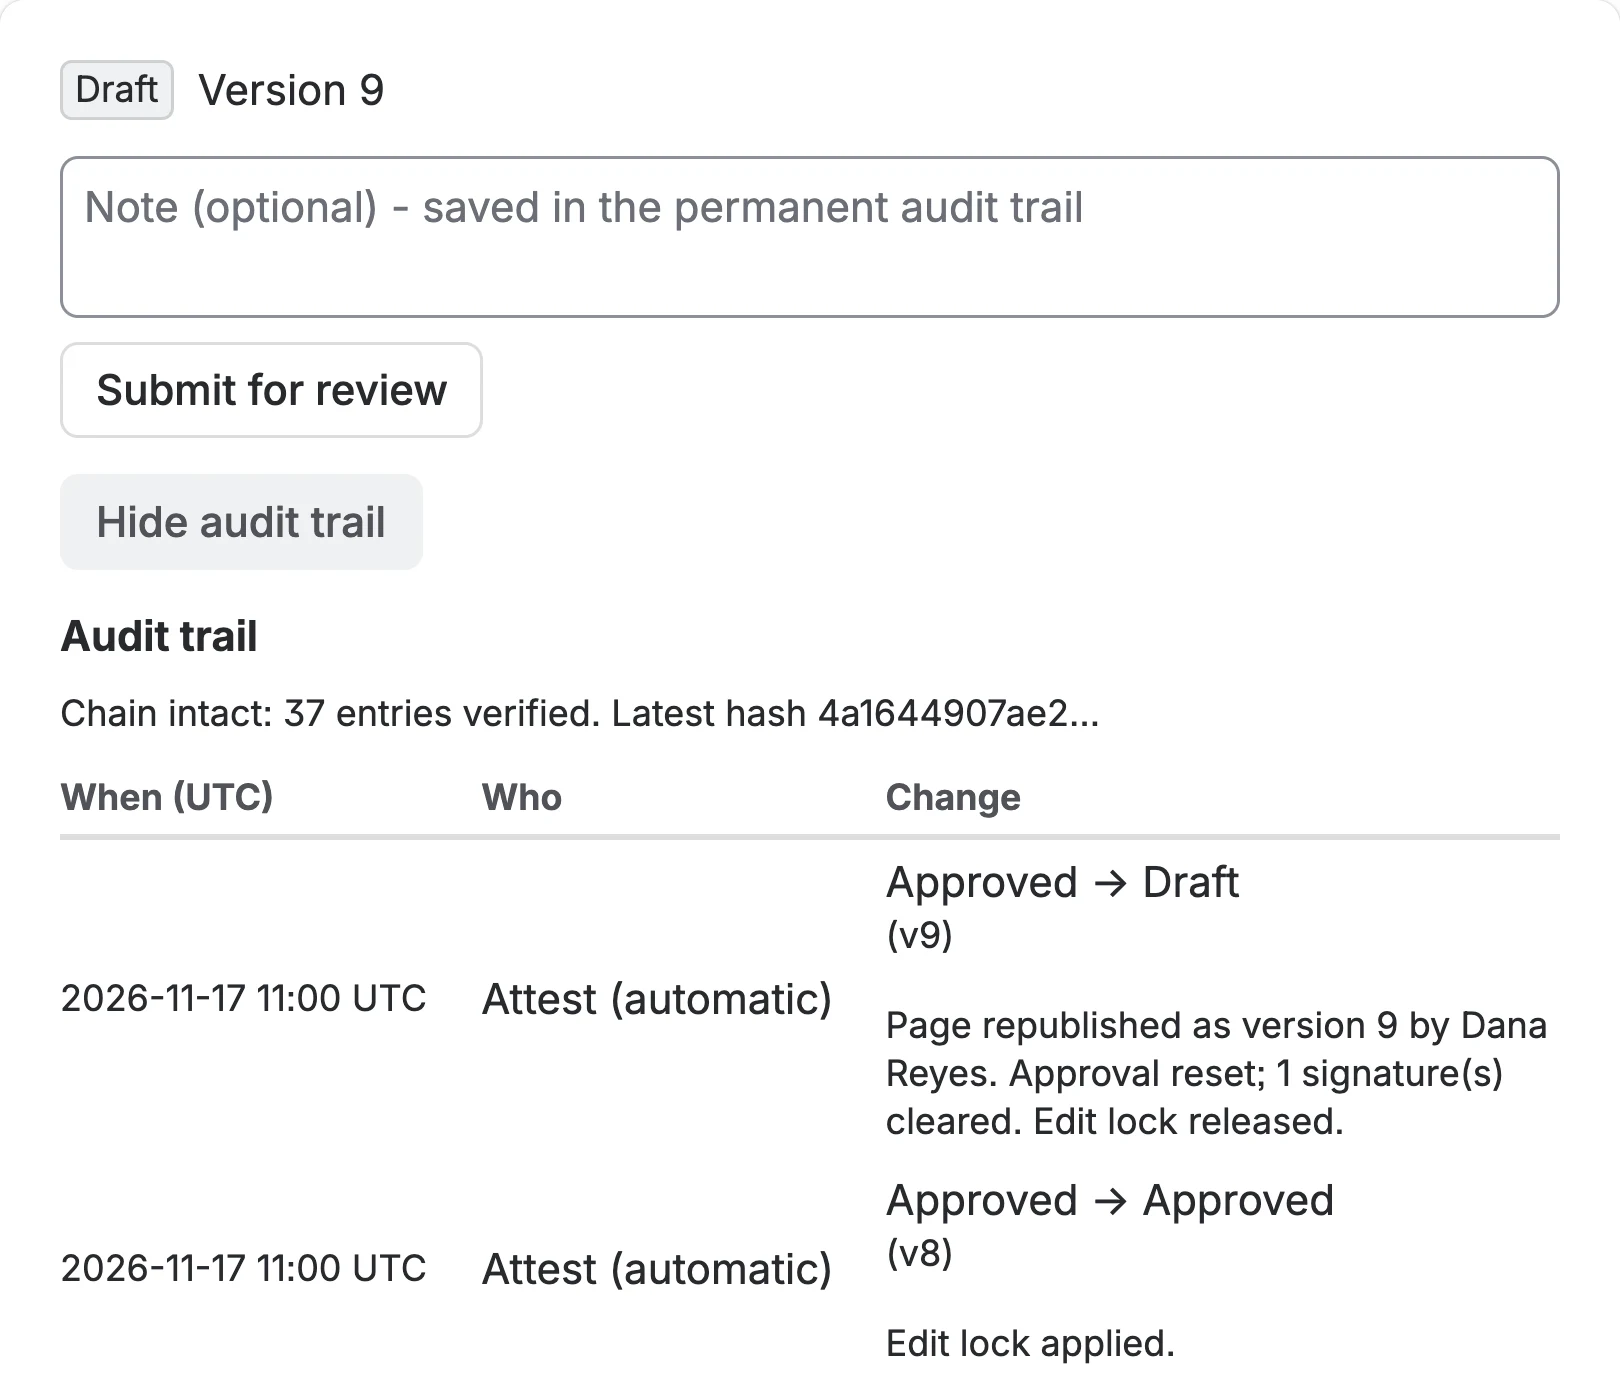 Draft Version 9
Note (optional) - saved in the permanent audit trail
Submit for review
Hide audit trail
Audit trail
Chain intact: 37 entries verified. Latest hash 4a1644907ae2...
When (UTC) Who Change
2026-11-17 11:00 UTC Attest (automatic) Approved → Draft
(v9)
Page republished as version 9 by Dana
Reyes. Approval reset; 1 signature(s)
cleared. Edit lock released.
2026-11-17 11:00 UTC Attest (automatic) Approved → Approved
(v8)
Edit lock applied.